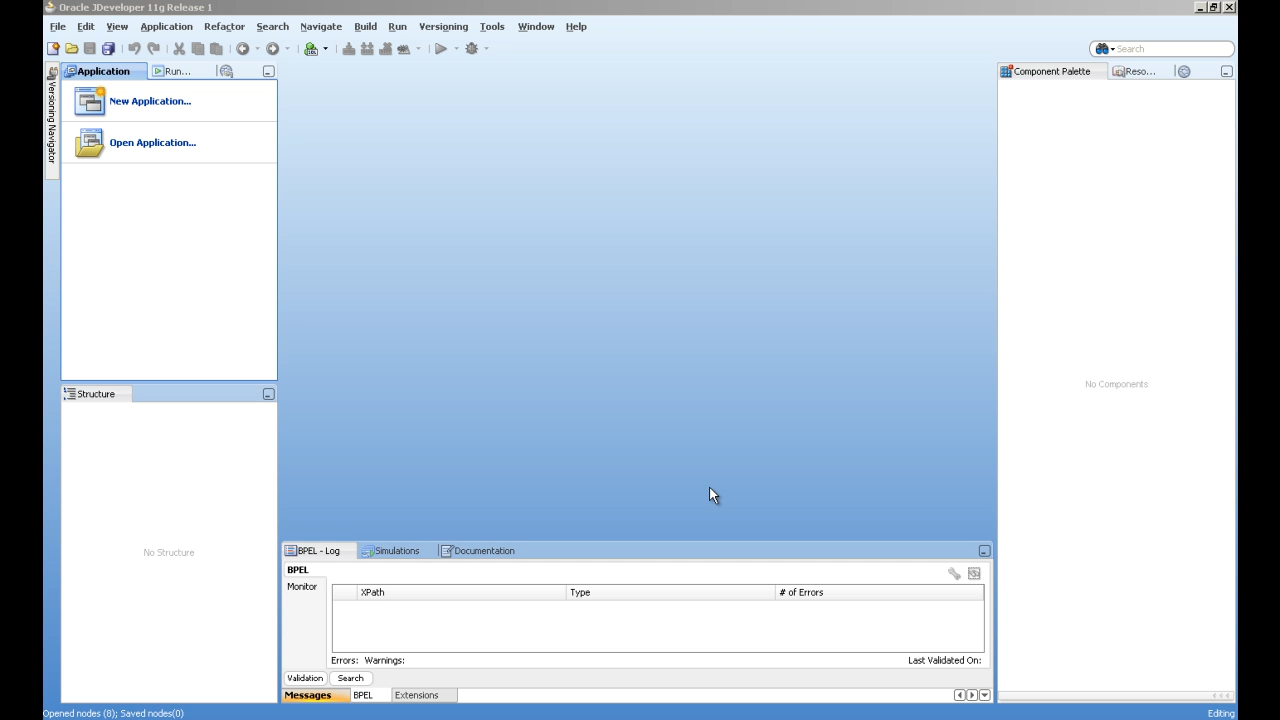 Oracle JDeveloper 11g Release 1
File Edit View Application Refactor Search Navigate Build Run Versioning Tools Window Help
Search
Versioning Navigator
Application Run...
New Application...
Open Application...
Component Palette Reso...
No Components
Structure
No Structure
BPEL - Log Simulations Documentation
BPEL
Monitor
XPath Type # of Errors
Errors: Warnings: Last Validated On:
Validation Search
Messages BPEL Extensions
Opened nodes (8); Saved nodes(0) Editing